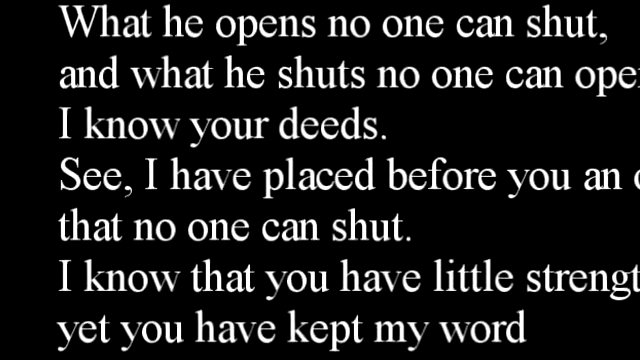 What he opens no one can shut,
and what he shuts no one can ope
I know your deeds.
See, I have placed before you an
that no one can shut.
I know that you have little strengt
yet you have kept my word